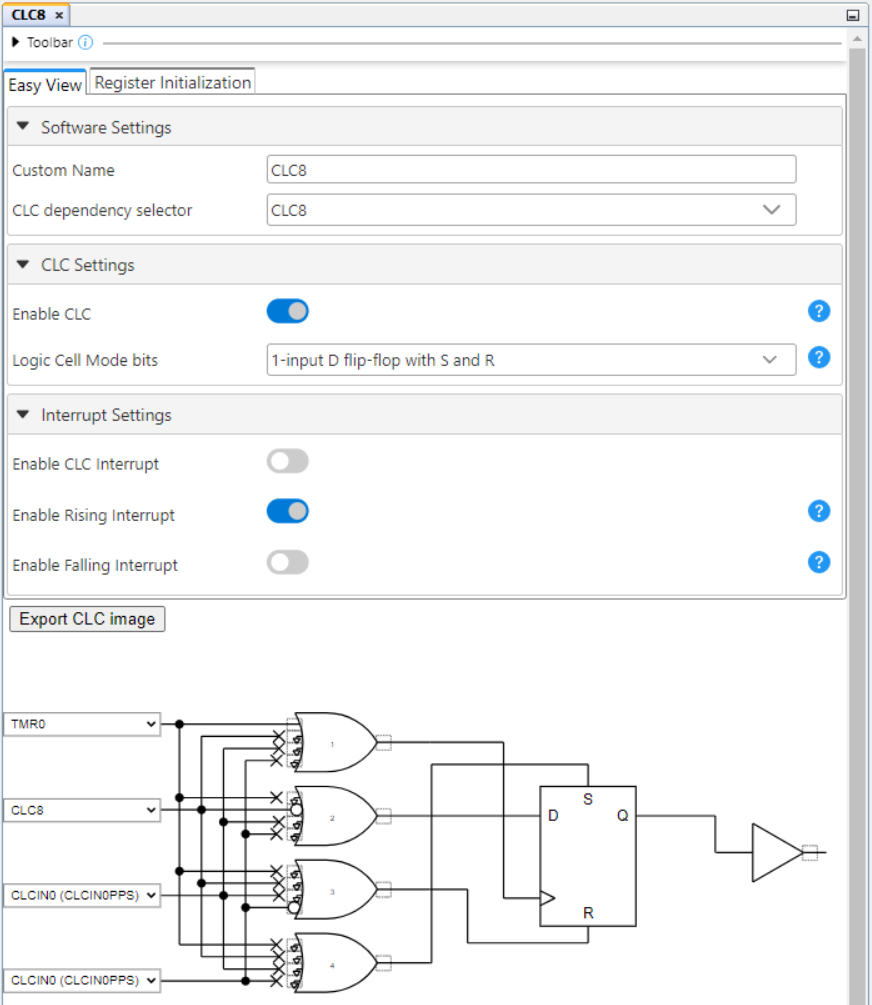 CLC8 ×
Toolbar
Easy View
Register Initialization
Software Settings
Custom Name
CLC8
CLC dependency selector
CLC8
CLC Settings
Enable CLC
?
Logic Cell Mode bits
1-input D flip-flop with S and R
?
Interrupt Settings
Enable CLC Interrupt
Enable Rising Interrupt
?
Enable Falling Interrupt
?
Export CLC image
TMR0
1
S
CLC8
2
D
Q
CLCIN0 (CLCIN0PPS)
3
R
4
CLCIN0 (CLCIN0PPS)